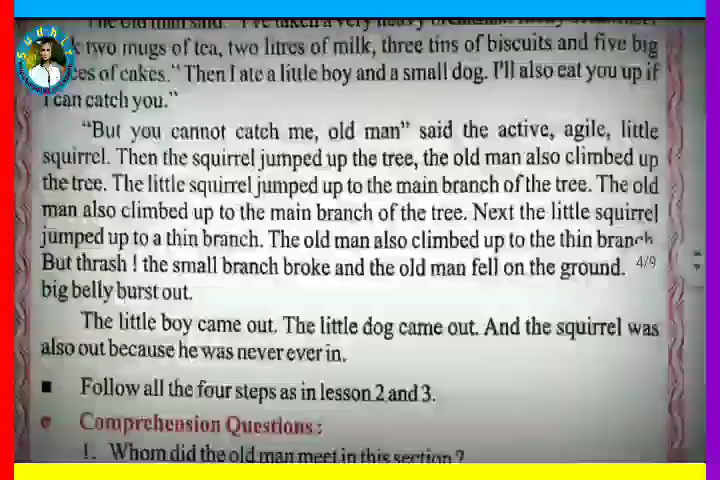 The old man said. "I've taken a very heavy
k two mugs of tea, two litres of milk, three tins of biscuits and five big
ces of cakes." Then I ate a little boy and a small dog. I'll also eat you up if
I can catch you."
"But you cannot catch me, old man" said the active, agile, little
squirrel. Then the squirrel jumped up the tree, the old man also climbed up
the tree. The little squirrel jumped up to the main branch of the tree. The old
man also climbed up to the main branch of the tree. Next the little squirrel
jumped up to a thin branch. The old man also climbed up to the thin branch
But thrash ! the small branch broke and the old man fell on the ground. 4/9
big belly burst out.
The little boy came out. The little dog came out. And the squirrel was
also out because he was never ever in.
■ Follow all the four steps as in lesson 2 and 3.
Comprehension Questions :
1. Whom did the old man meet in this section ?
Sudhir